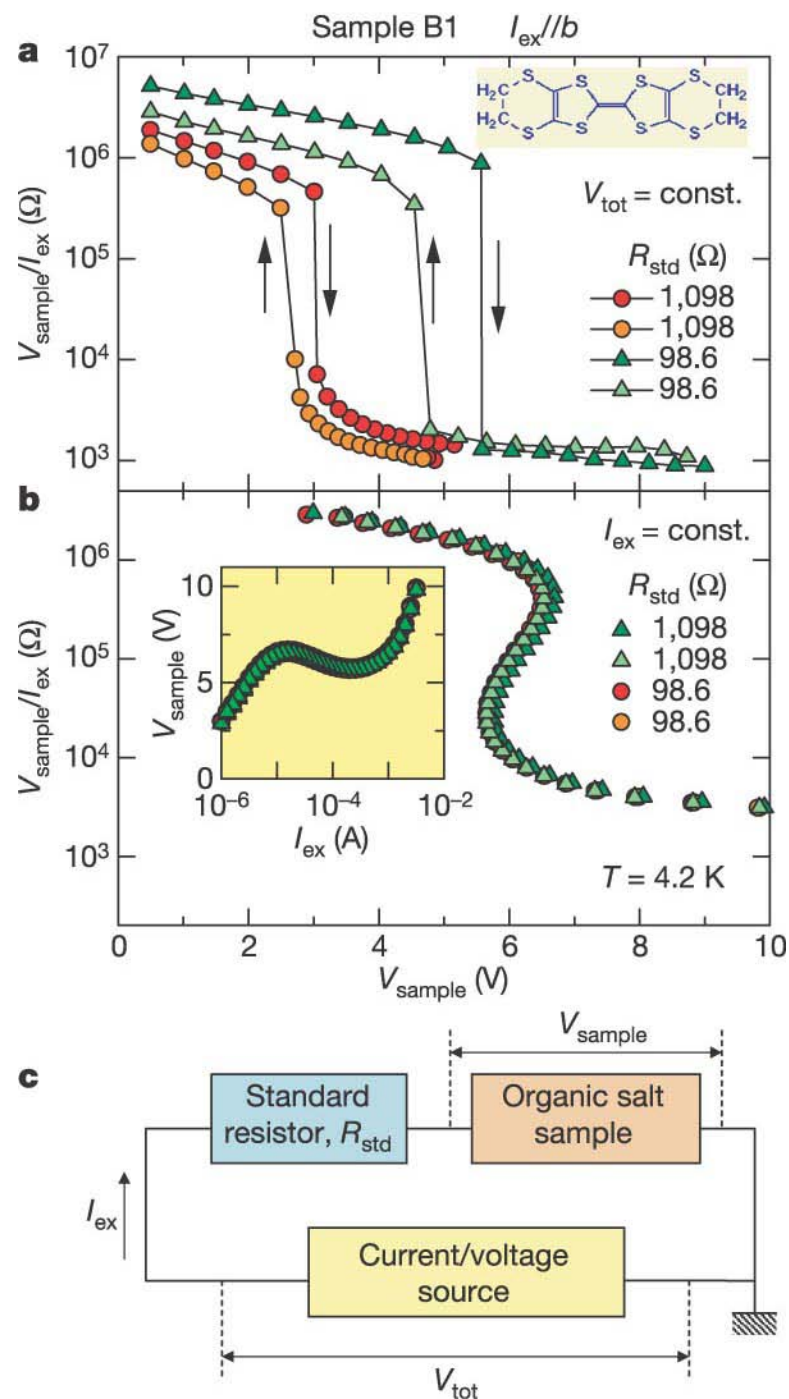 Sample B1 I_ex//b
a
10^7
10^6
10^5
10^4
10^3
V_sample/I_ex (Ω)
S S S S
CH2 CH2
CH2 CH2
S S S S
V_tot = const.
R_std (Ω)
1,098
1,098
98.6
98.6
b
10^6
10^5
10^4
10^3
V_sample/I_ex (Ω)
I_ex = const.
R_std (Ω)
1,098
1,098
98.6
98.6
10
5
0
V_sample (V)
10^−6 10^−4 10^−2
I_ex (A)
T = 4.2 K
0 2 4 6 8 10
V_sample (V)
c
V_sample
Standard
resistor, R_std
Organic salt
sample
I_ex
Current/voltage
source
V_tot